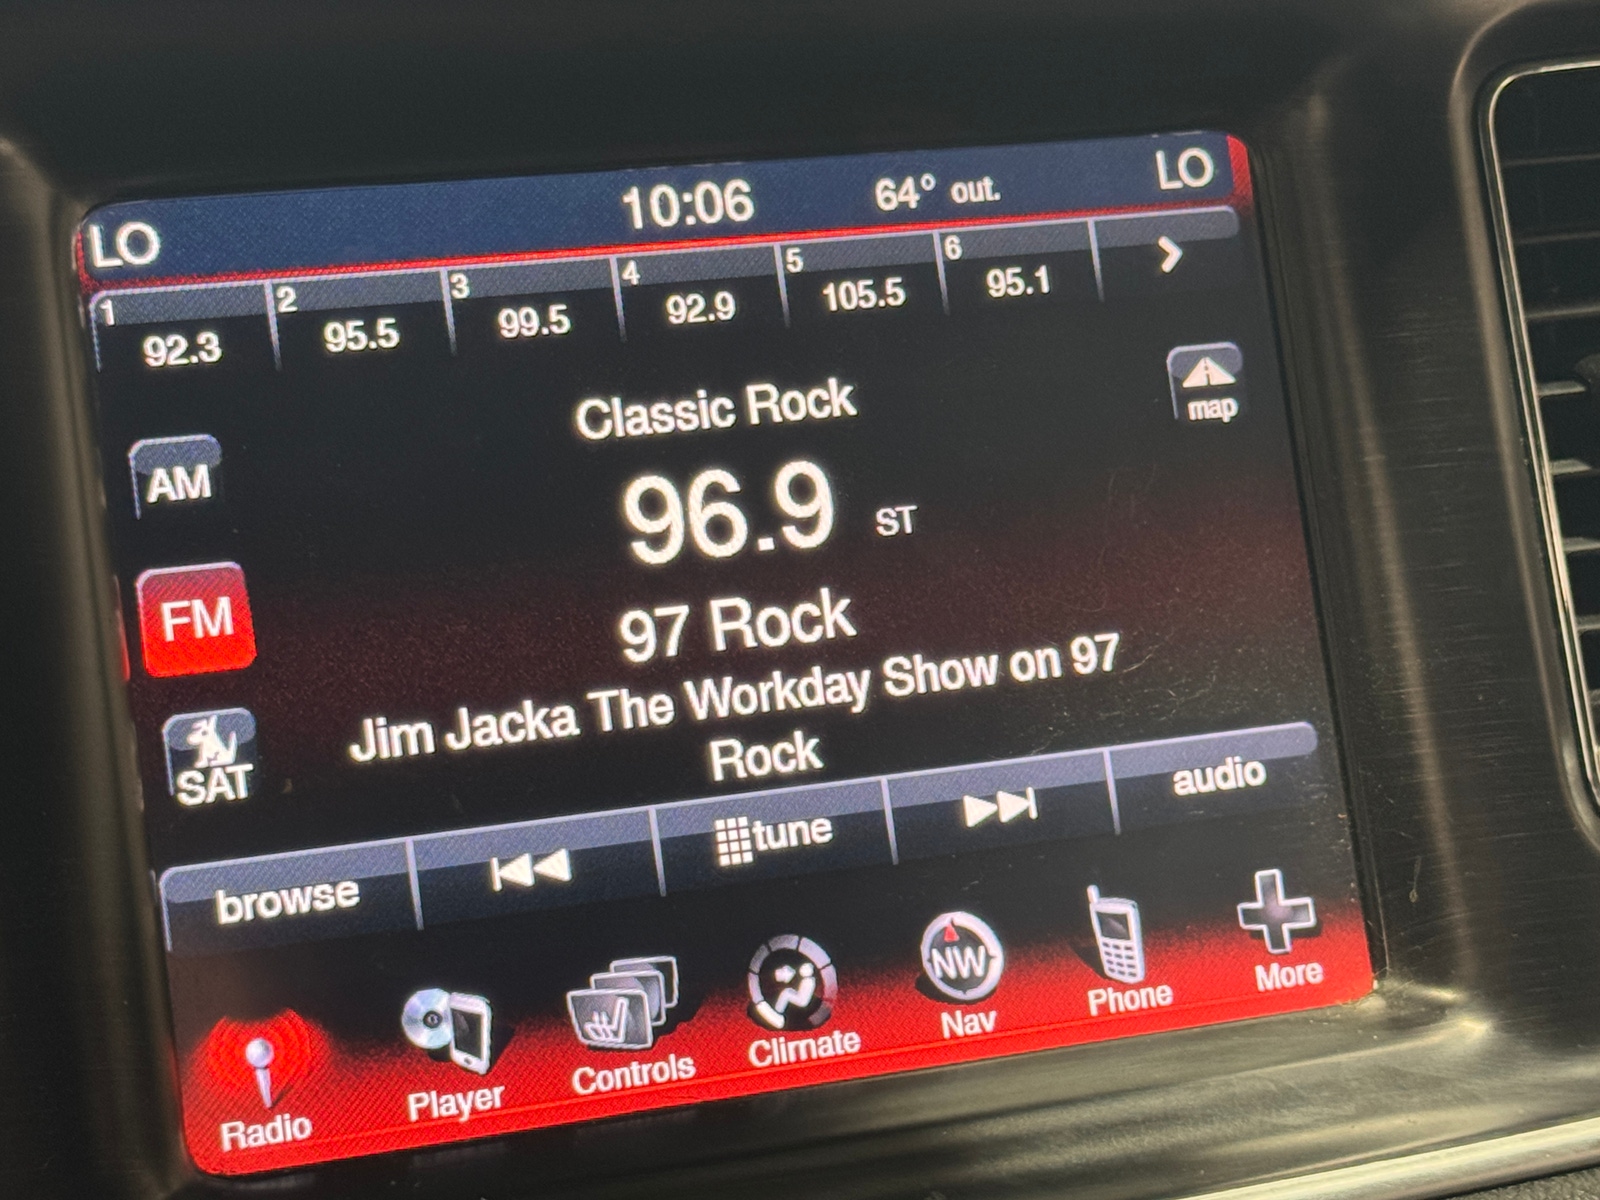 LO 10:06 64° out. LO
1 2 3 4 5 6
92.3 95.5 99.5 92.9 105.5 95.1
map
Classic Rock
AM
96.9 ST
FM
97 Rock
Jim Jacka The Workday Show on 97
Rock
SAT
browse tune audio
NW
Radio Player Controls Climate Nav Phone More